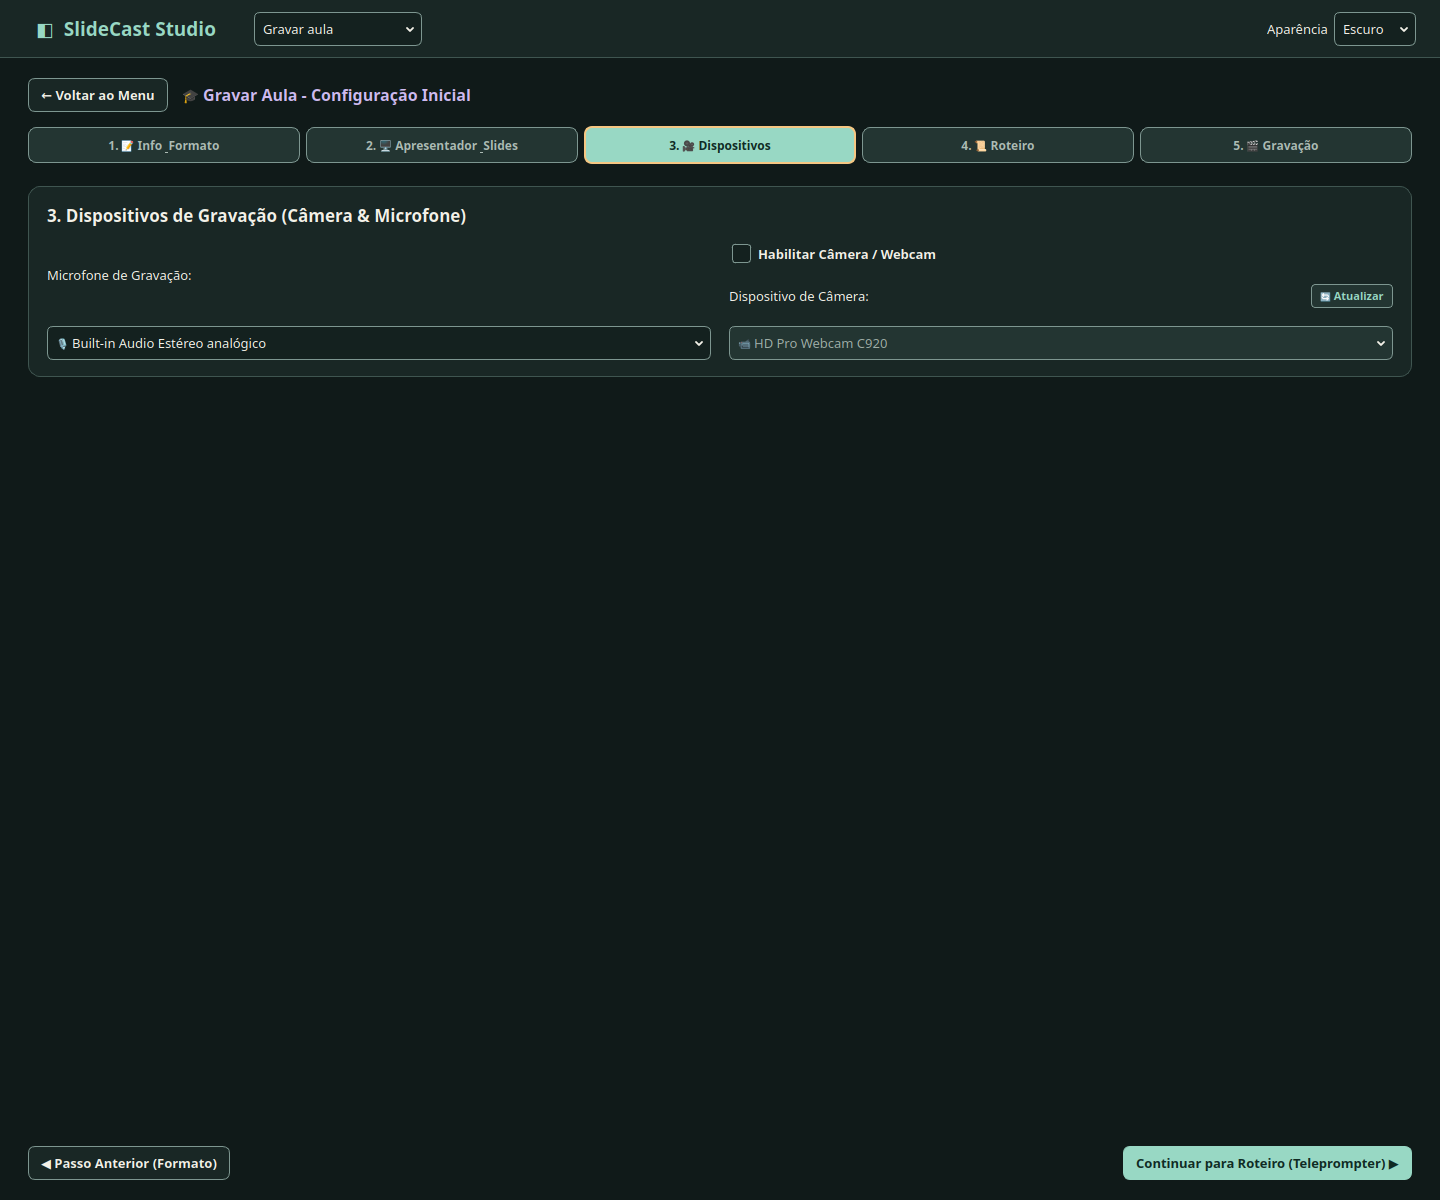 SlideCast Studio
Gravar aula
Aparência
Escuro
← Voltar ao Menu
🎓 Gravar Aula - Configuração Inicial
1. 📝 Info_Formato
2. 🖥️ Apresentador_Slides
3. 🎥 Dispositivos
4. 📜 Roteiro
5. 🎬 Gravação
3. Dispositivos de Gravação (Câmera & Microfone)
Habilitar Câmera / Webcam
Microfone de Gravação:
Dispositivo de Câmera:
🔄 Atualizar
🎙️ Built-in Audio Estéreo analógico
📹 HD Pro Webcam C920
◀ Passo Anterior (Formato)
Continuar para Roteiro (Teleprompter) ▶